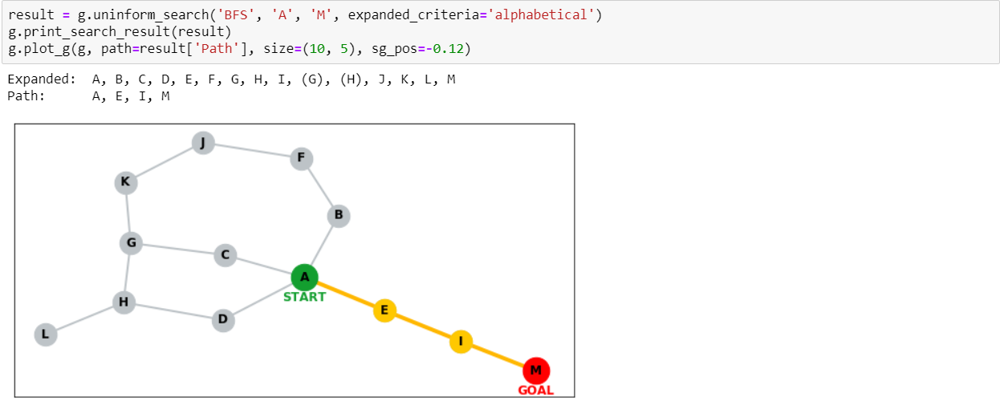 result = g.uninform_search('BFS', 'A', 'M', expanded_criteria='alphabetical')
g.print_search_result(result)
g.plot_g(g, path=result['Path'], size=(10, 5), sg_pos=-0.12)
Expanded:  A, B, C, D, E, F, G, H, I, (G), (H), J, K, L, M
Path:      A, E, I, M
J
F
K
B
G
C
A
START
H
E
D
L
I
M
GOAL